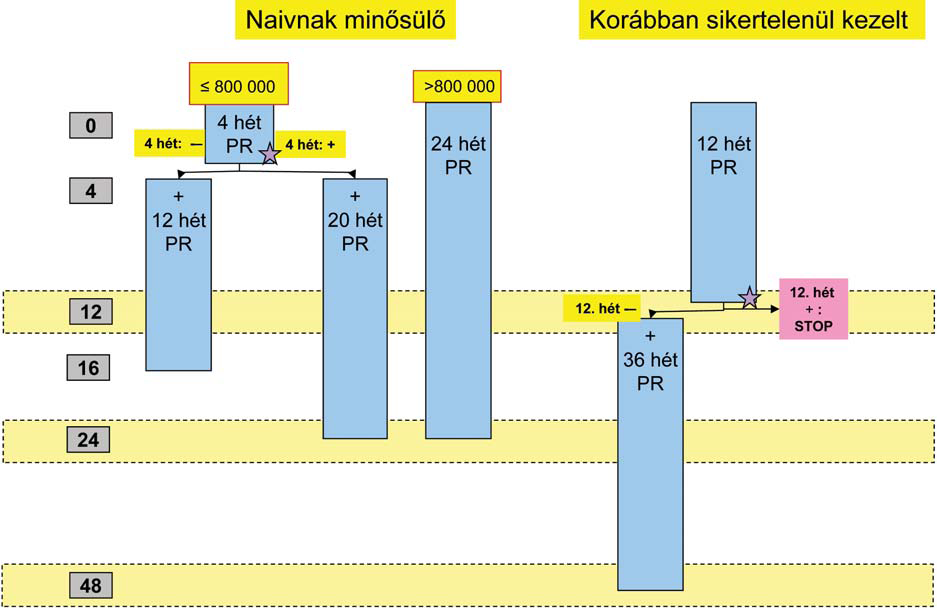 Naivnak minősülő
Korábban sikertelenül kezelt
≤ 800 000
>800 000
0
4 hét
PR
4 hét: —
4 hét: +
24 hét
PR
12 hét
PR
4
+
12 hét
PR
+
20 hét
PR
12
12. hét —
12. hét
+ :
STOP
16
+
36 hét
PR
24
48